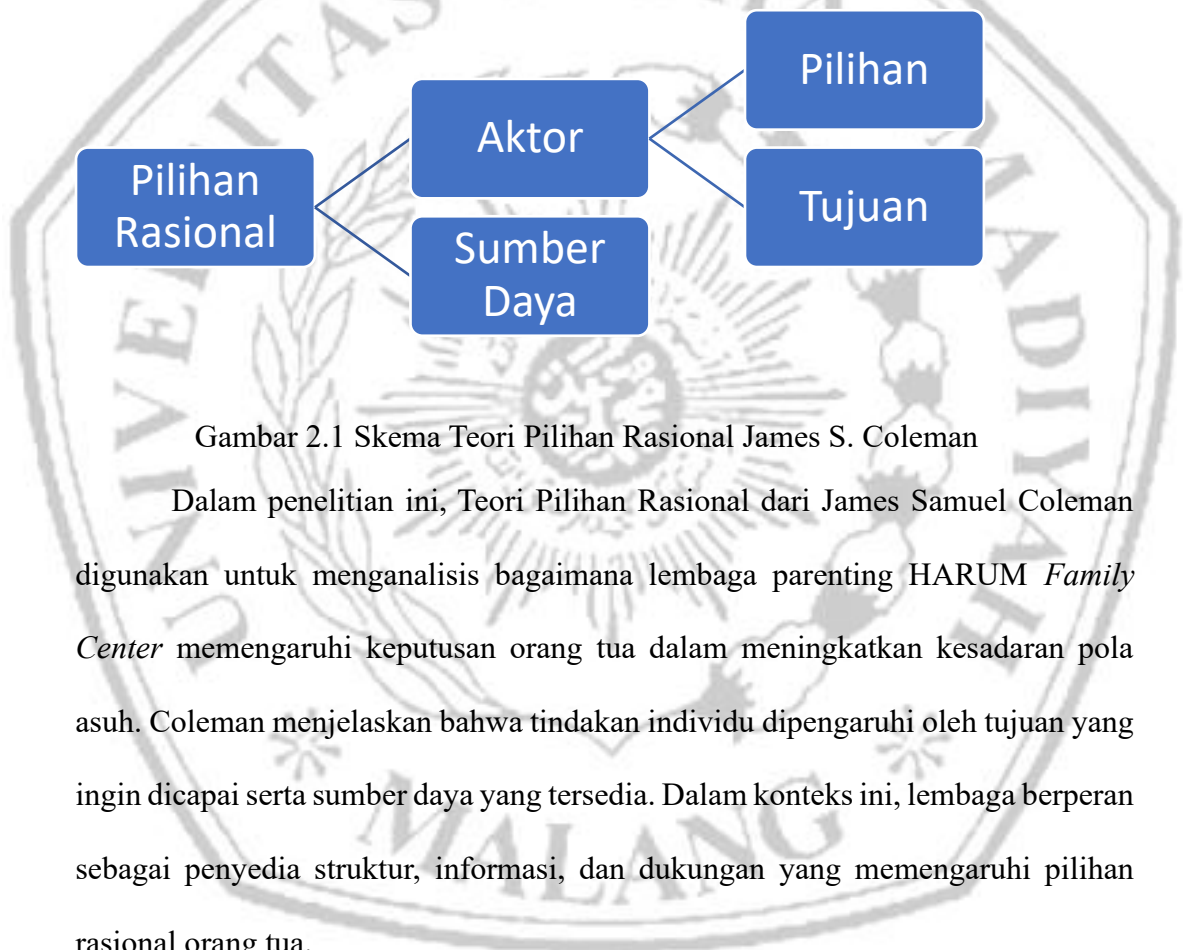 Pilihan
Rasional
Aktor
Sumber
Daya
Pilihan
Tujuan
Gambar 2.1 Skema Teori Pilihan Rasional James S. Coleman
Dalam penelitian ini, Teori Pilihan Rasional dari James Samuel Coleman
digunakan untuk menganalisis bagaimana lembaga parenting HARUM Family
Center memengaruhi keputusan orang tua dalam meningkatkan kesadaran pola
asuh. Coleman menjelaskan bahwa tindakan individu dipengaruhi oleh tujuan yang
ingin dicapai serta sumber daya yang tersedia. Dalam konteks ini, lembaga berperan
sebagai penyedia struktur, informasi, dan dukungan yang memengaruhi pilihan
rasional orang tua.
MALANG